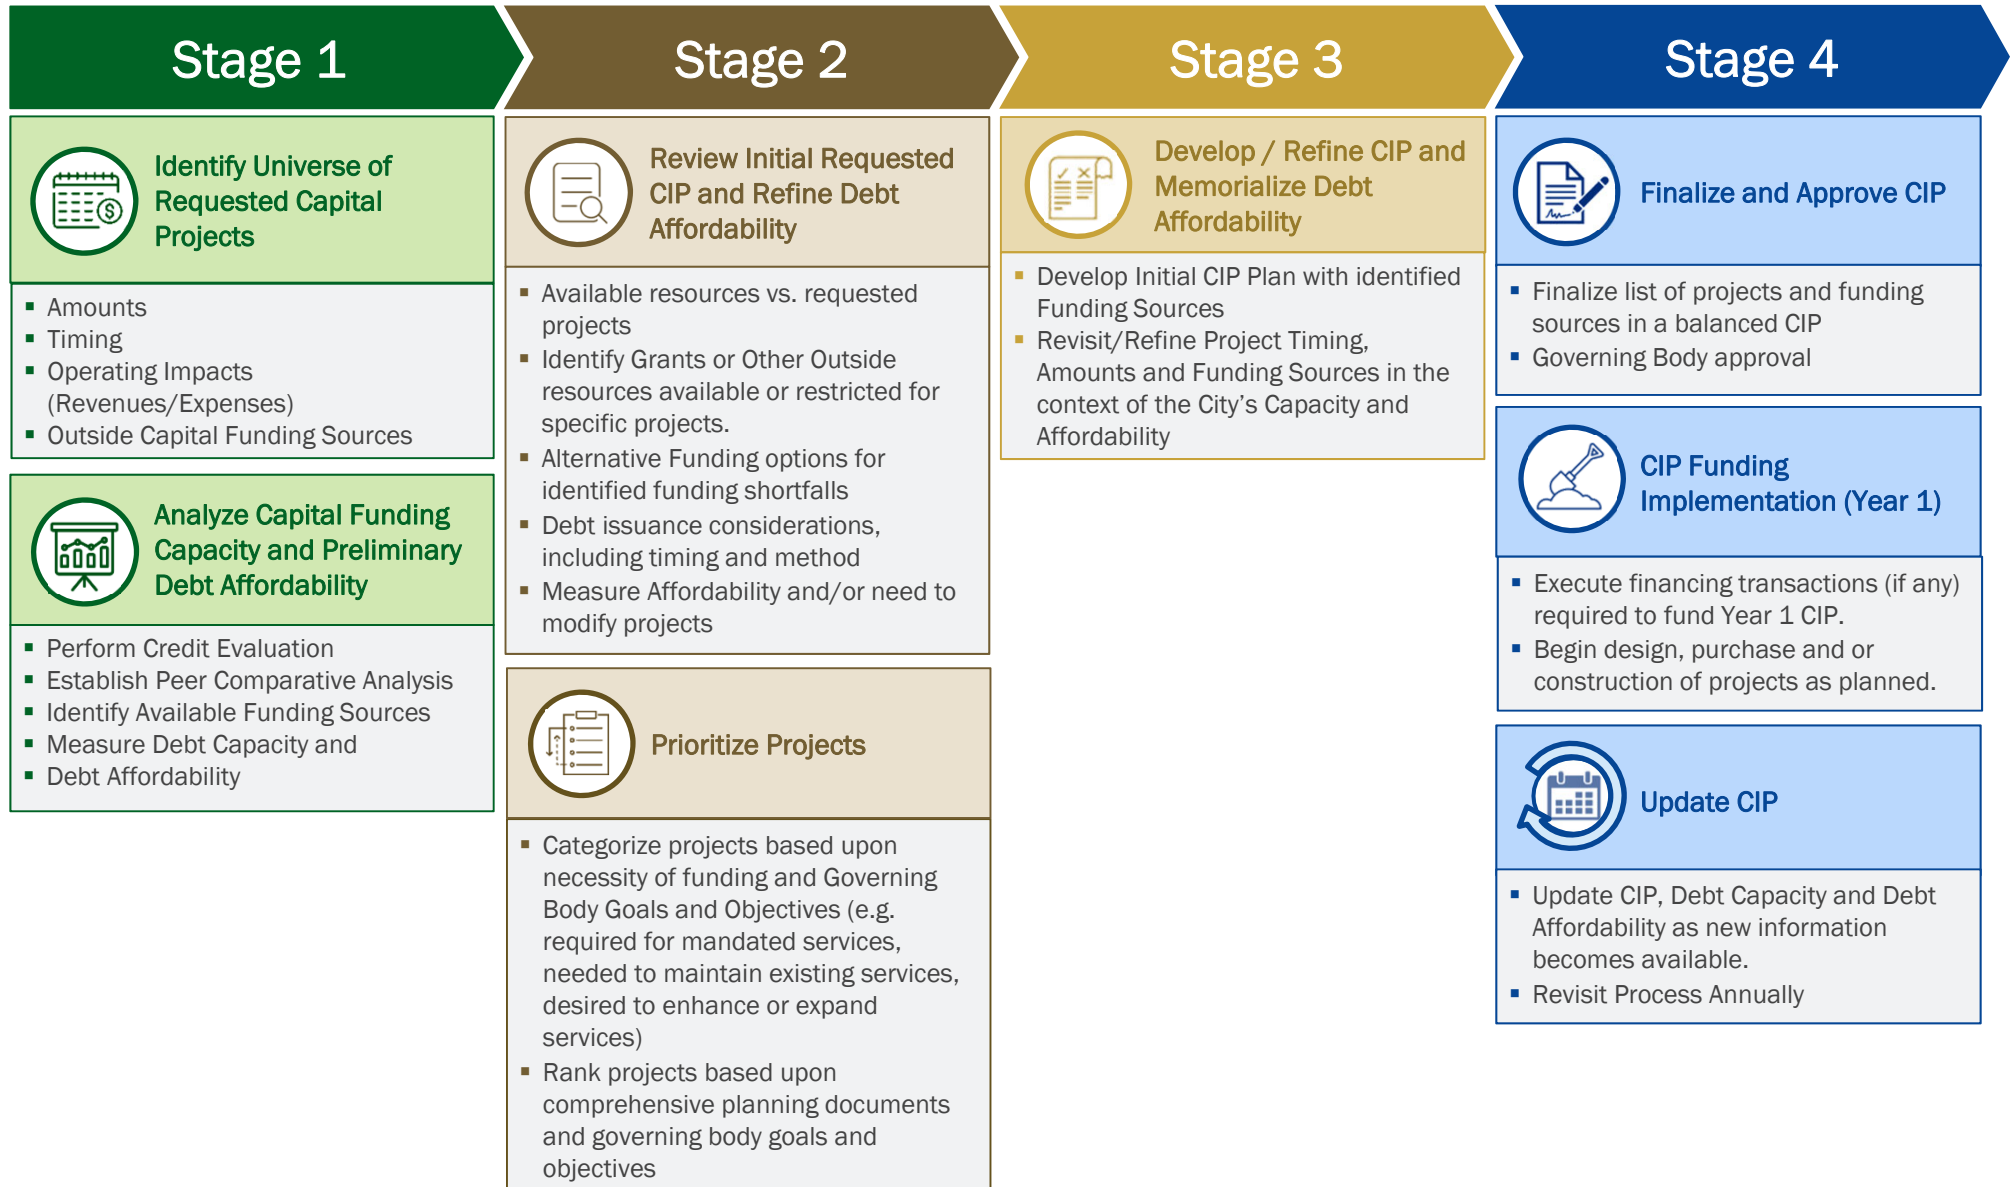 Stage 1
Stage 2
Stage 3
Stage 4
Identify Universe of
Requested Capital
Projects
▪ Amounts
▪ Timing
▪ Operating Impacts
(Revenues/Expenses)
▪ Outside Capital Funding Sources
Analyze Capital Funding
Capacity and Preliminary
Debt Affordability
▪ Perform Credit Evaluation
▪ Establish Peer Comparative Analysis
▪ Identify Available Funding Sources
▪ Measure Debt Capacity and
▪ Debt Affordability
Review Initial Requested
CIP and Refine Debt
Affordability
▪ Available resources vs. requested
projects
▪ Identify Grants or Other Outside
resources available or restricted for
specific projects.
▪ Alternative Funding options for
identified funding shortfalls
▪ Debt issuance considerations,
including timing and method
▪ Measure Affordability and/or need to
modify projects
Prioritize Projects
▪ Categorize projects based upon
necessity of funding and Governing
Body Goals and Objectives (e.g.
required for mandated services,
needed to maintain existing services,
desired to enhance or expand
services)
▪ Rank projects based upon
comprehensive planning documents
and governing body goals and
objectives
Develop / Refine CIP and
Memorialize Debt
Affordability
▪ Develop Initial CIP Plan with identified
Funding Sources
▪ Revisit/Refine Project Timing,
Amounts and Funding Sources in the
context of the City’s Capacity and
Affordability
Finalize and Approve CIP
▪ Finalize list of projects and funding
sources in a balanced CIP
▪ Governing Body approval
CIP Funding
Implementation (Year 1)
▪ Execute financing transactions (if any)
required to fund Year 1 CIP.
▪ Begin design, purchase and or
construction of projects as planned.
Update CIP
▪ Update CIP, Debt Capacity and Debt
Affordability as new information
becomes available.
▪ Revisit Process Annually